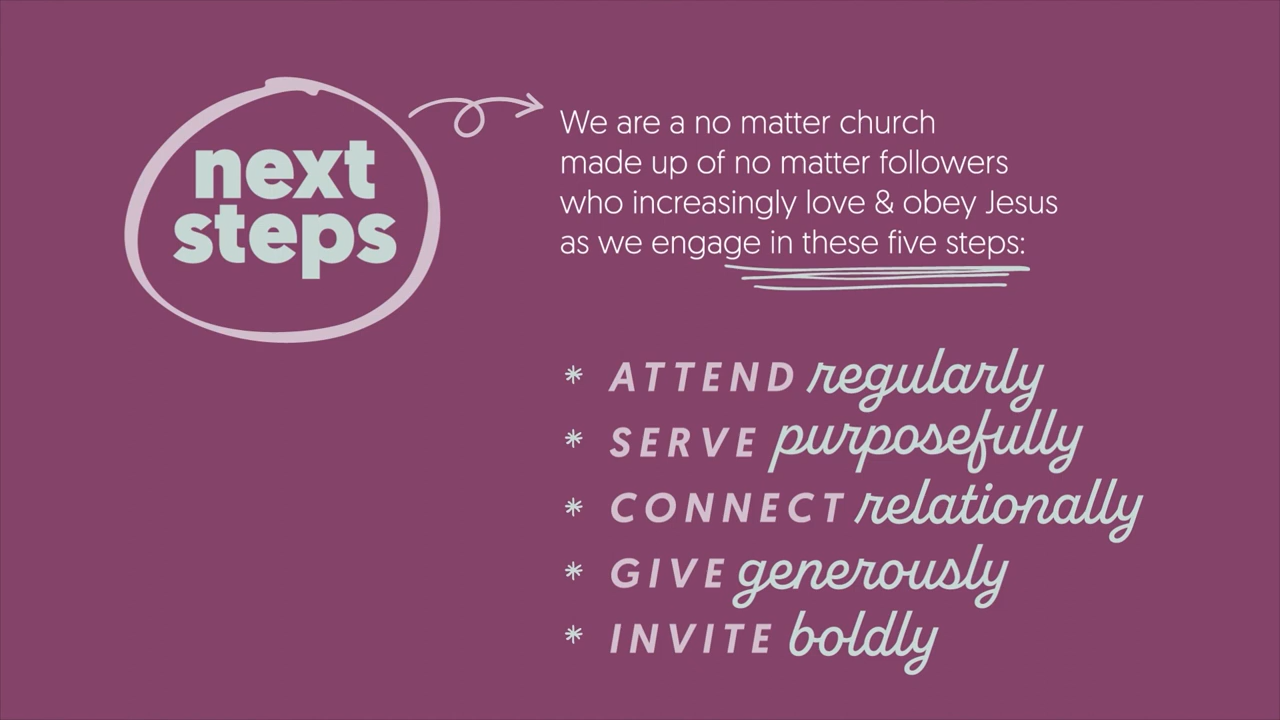 next
steps
We are a no matter church
made up of no matter followers
who increasingly love & obey Jesus
as we engage in these five steps:
* ATTEND regularly
* SERVE purposefully
* CONNECT relationally
* GIVE generously
* INVITE boldly